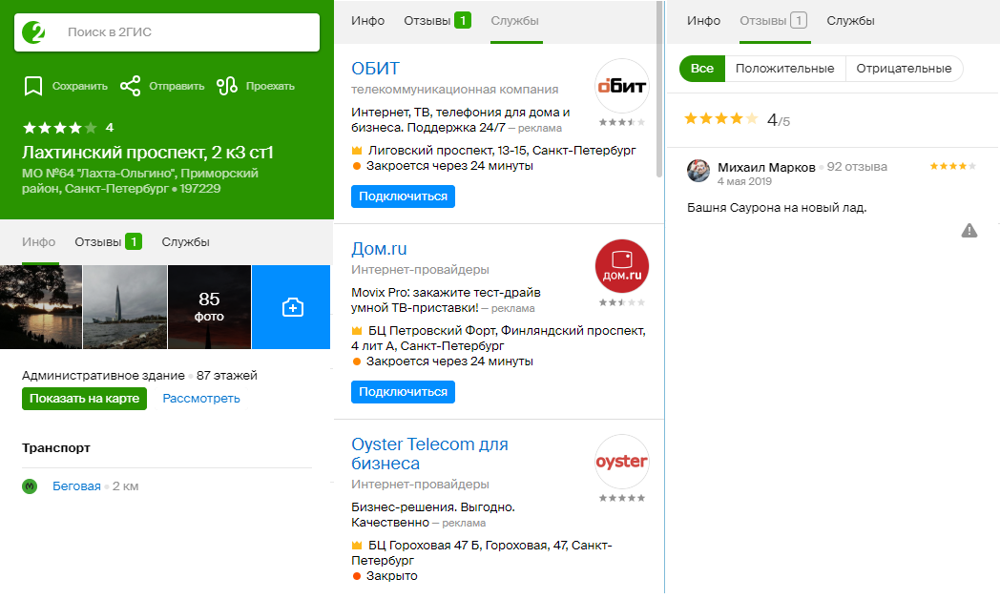 Поиск в 2ГИС
Сохранить
Отправить
Проехать
4
Лахтинский проспект, 2 к3 ст1
МО №64 "Лахта-Ольгино", Приморский
район, Санкт-Петербург • 197229
Инфо
Отзывы 1
Службы
85
фото
Административное здание • 87 этажей
Показать на карте
Рассмотреть
Транспорт
Беговая • 2 км
Инфо
Отзывы 1
Службы
ОБИТ
телекоммуникационная компания
Интернет, ТВ, телефония для дома и
бизнеса. Поддержка 24/7 – реклама
Лиговский проспект, 13-15, Санкт-Петербург
Закроется через 24 минуты
Подключиться
обит
Дом.ru
Интернет-провайдеры
Movix Pro: закажите тест-драйв
умной ТВ-приставки! – реклама
БЦ Петровский Форт, Финляндский проспект,
4 лит А, Санкт-Петербург
Закроется через 24 минуты
Подключиться
дом.ru
Oyster Telecom для
бизнеса
Интернет-провайдеры
Бизнес-решения. Выгодно.
Качественно – реклама
БЦ Гороховая 47 Б, Гороховая, 47, Санкт-
Петербург
Закрыто
oyster
Инфо
Отзывы 1
Службы
Все
Положительные
Отрицательные
4/5
Михаил Марков • 92 отзыва
4 мая 2019
Башня Саурона на новый лад.